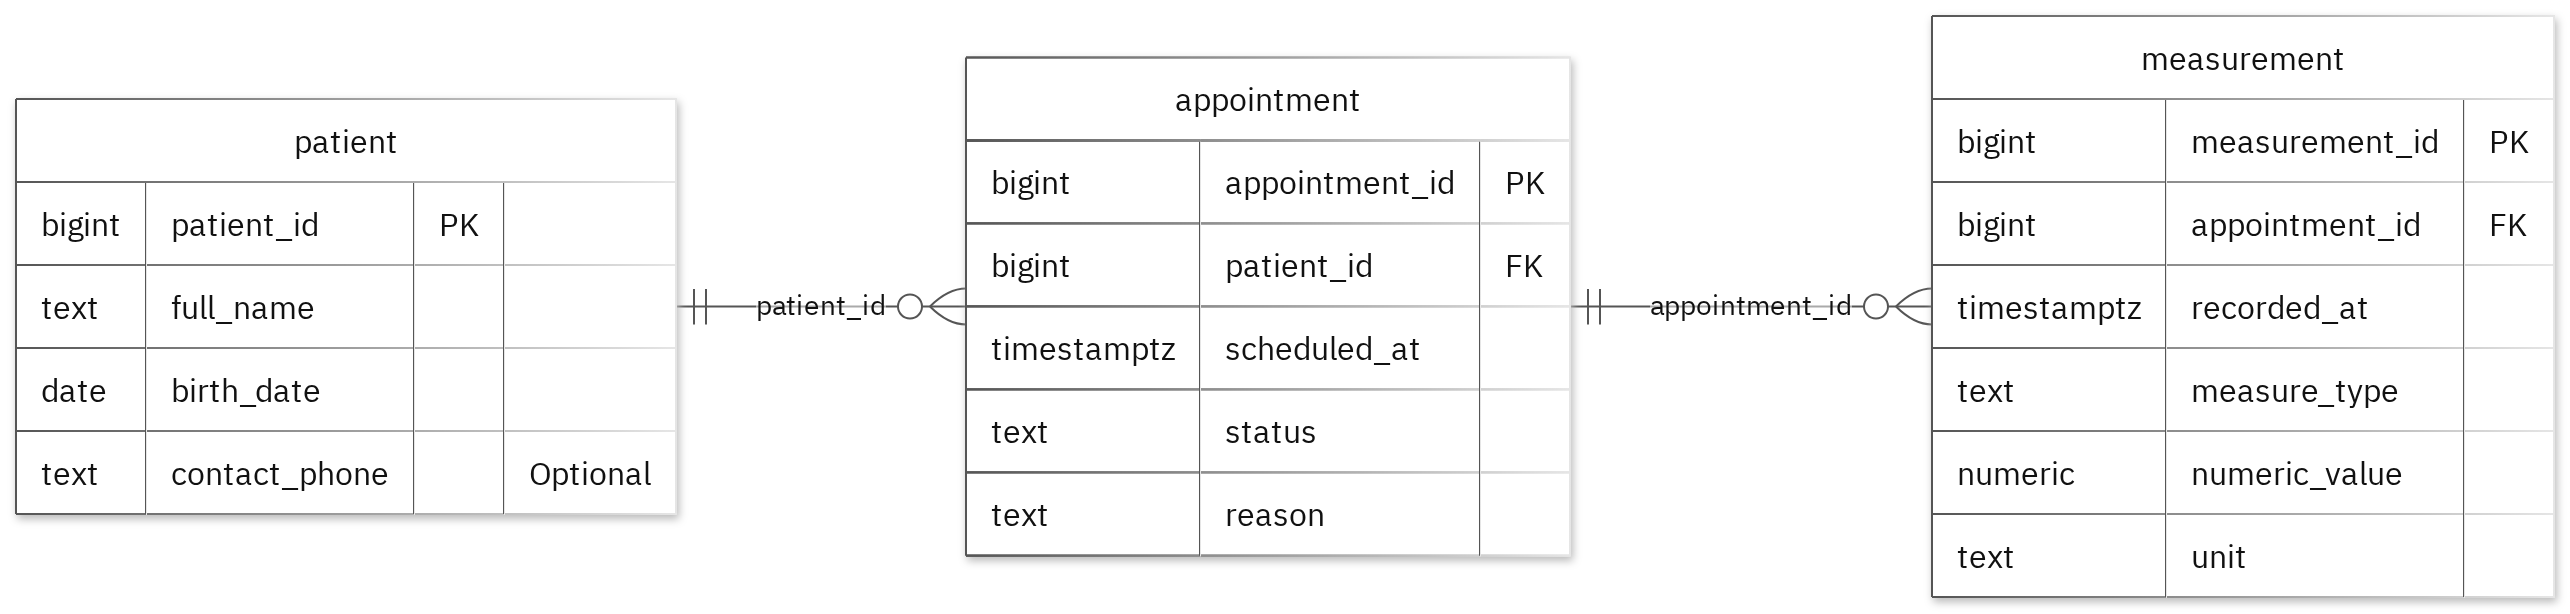 patient
bigint patient_id PK
text full_name
date birth_date
text contact_phone Optional
patient_id
appointment
bigint appointment_id PK
bigint patient_id FK
timestamptz scheduled_at
text status
text reason
appointment_id
measurement
bigint measurement_id PK
bigint appointment_id FK
timestamptz recorded_at
text measure_type
numeric numeric_value
text unit